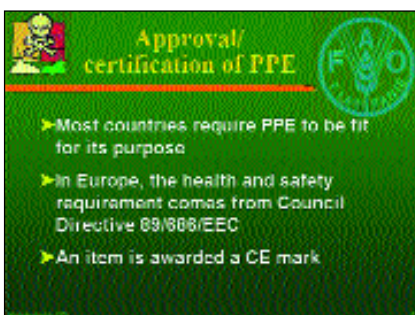 Approval/
certification of PPE
F A O
➤Most countries require PPE to be fit
for its purpose
➤In Europe, the health and safety
requirement comes from Council
Directive 89/686/EEC
➤An item is awarded a CE mark